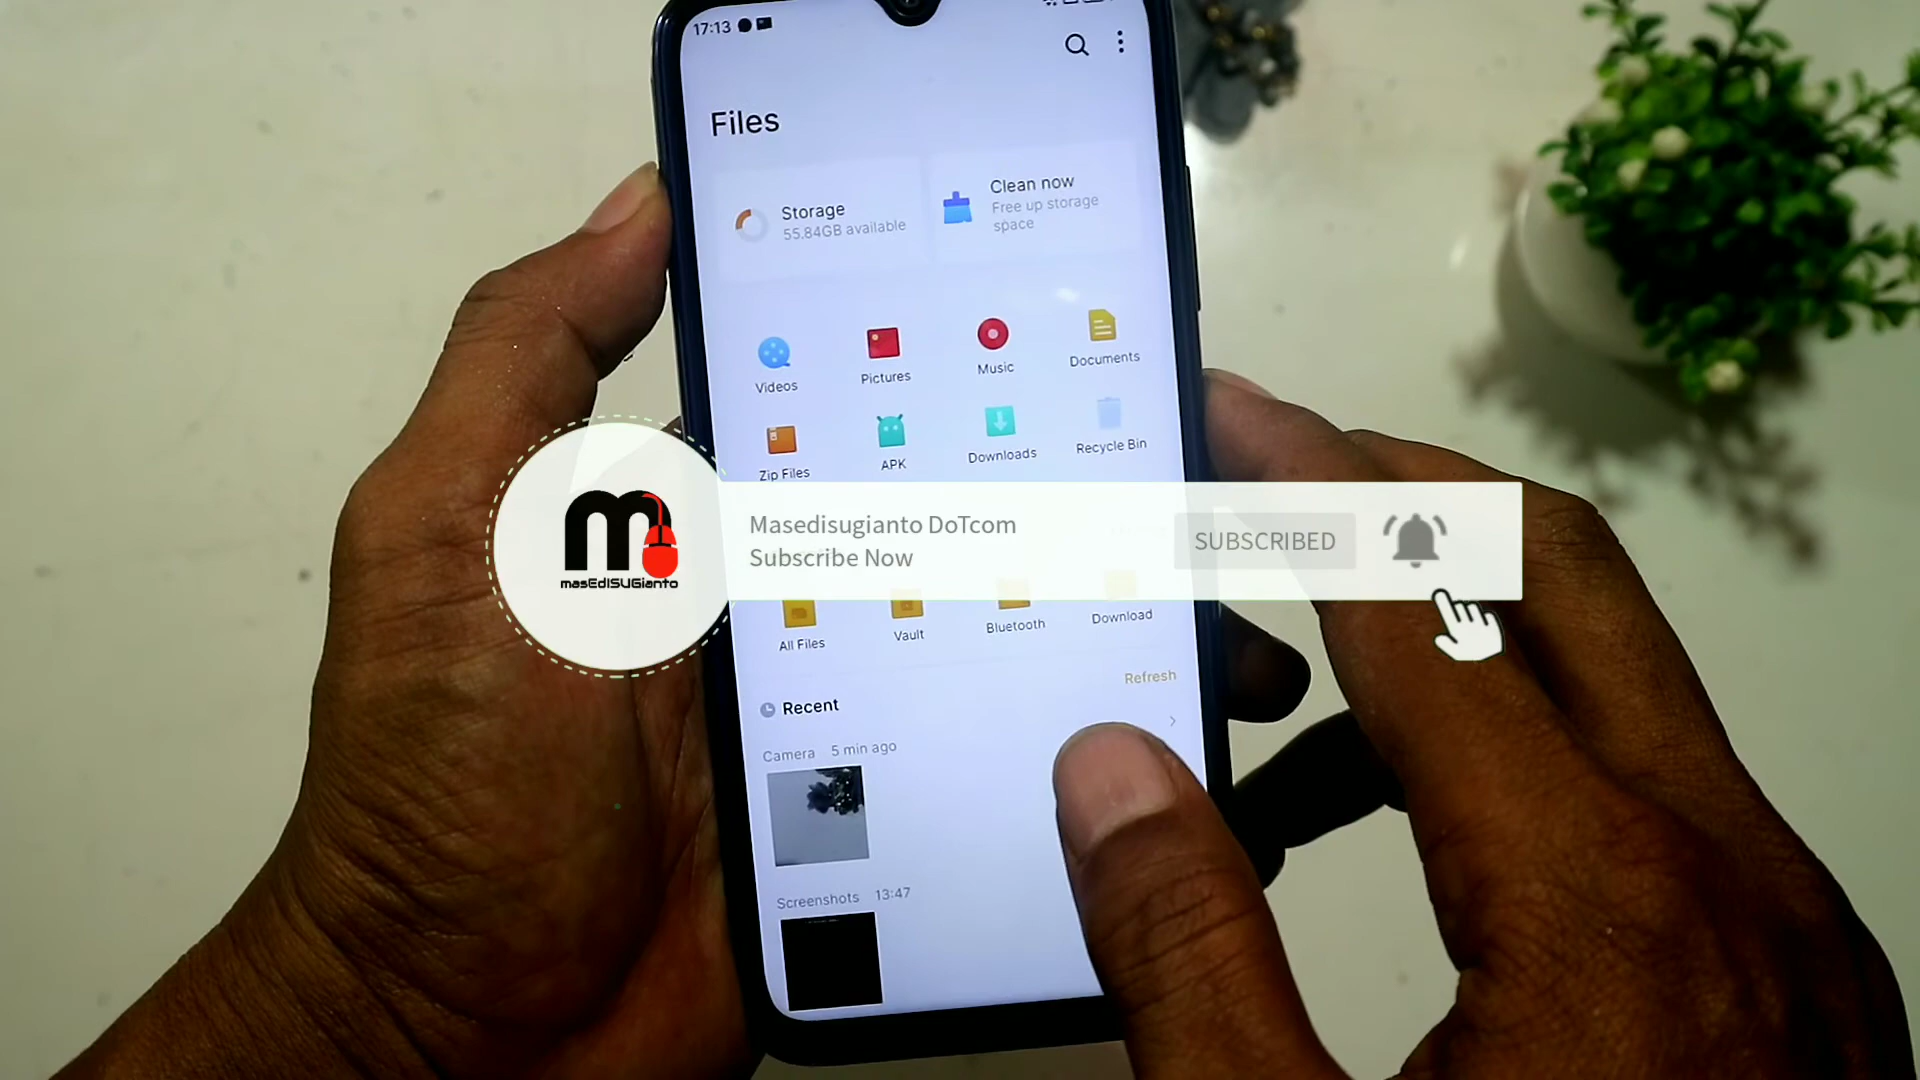 17:13
Files
Storage
55.84GB available
Clean now
Free up storage
space
Videos
Pictures
Music
Documents
Zip Files
APK
Downloads
Recycle Bin
masEdISUGianto
Masedisugianto DoTcom
Subscribe Now
SUBSCRIBED
All Files
Vault
Bluetooth
Download
Recent
Refresh
Camera 5 min ago
Screenshots 13:47